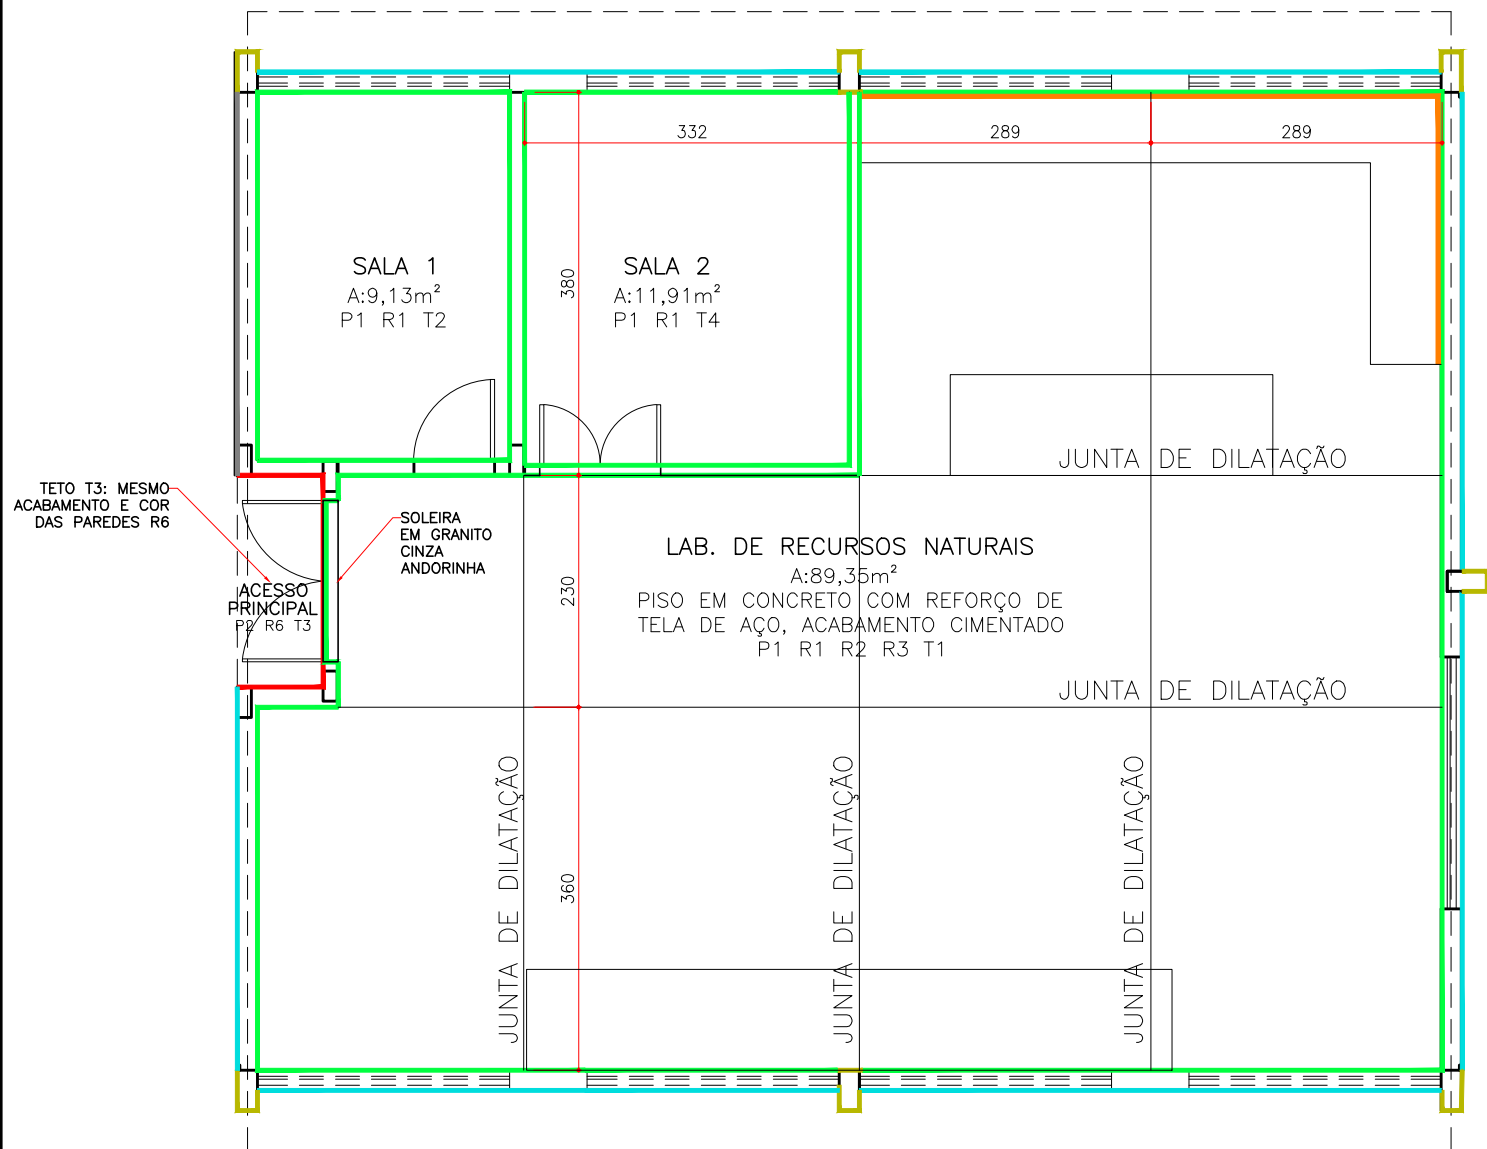 332
289
289
SALA 1
A:9,13m²
P1 R1 T2
380
SALA 2
A:11,91m²
P1 R1 T4
JUNTA DE DILATAÇÃO
TETO T3: MESMO
ACABAMENTO E COR
DAS PAREDES R6
SOLEIRA
EM GRANITO
CINZA
ANDORINHA
ACESSO
PRINCIPAL
P2 R6 T3
230
LAB. DE RECURSOS NATURAIS
A:89,35m²
PISO EM CONCRETO COM REFORÇO DE
TELA DE AÇO, ACABAMENTO CIMENTADO
P1 R1 R2 R3 T1
JUNTA DE DILATAÇÃO
JUNTA DE DILATAÇÃO
360
JUNTA DE DILATAÇÃO
JUNTA DE DILATAÇÃO